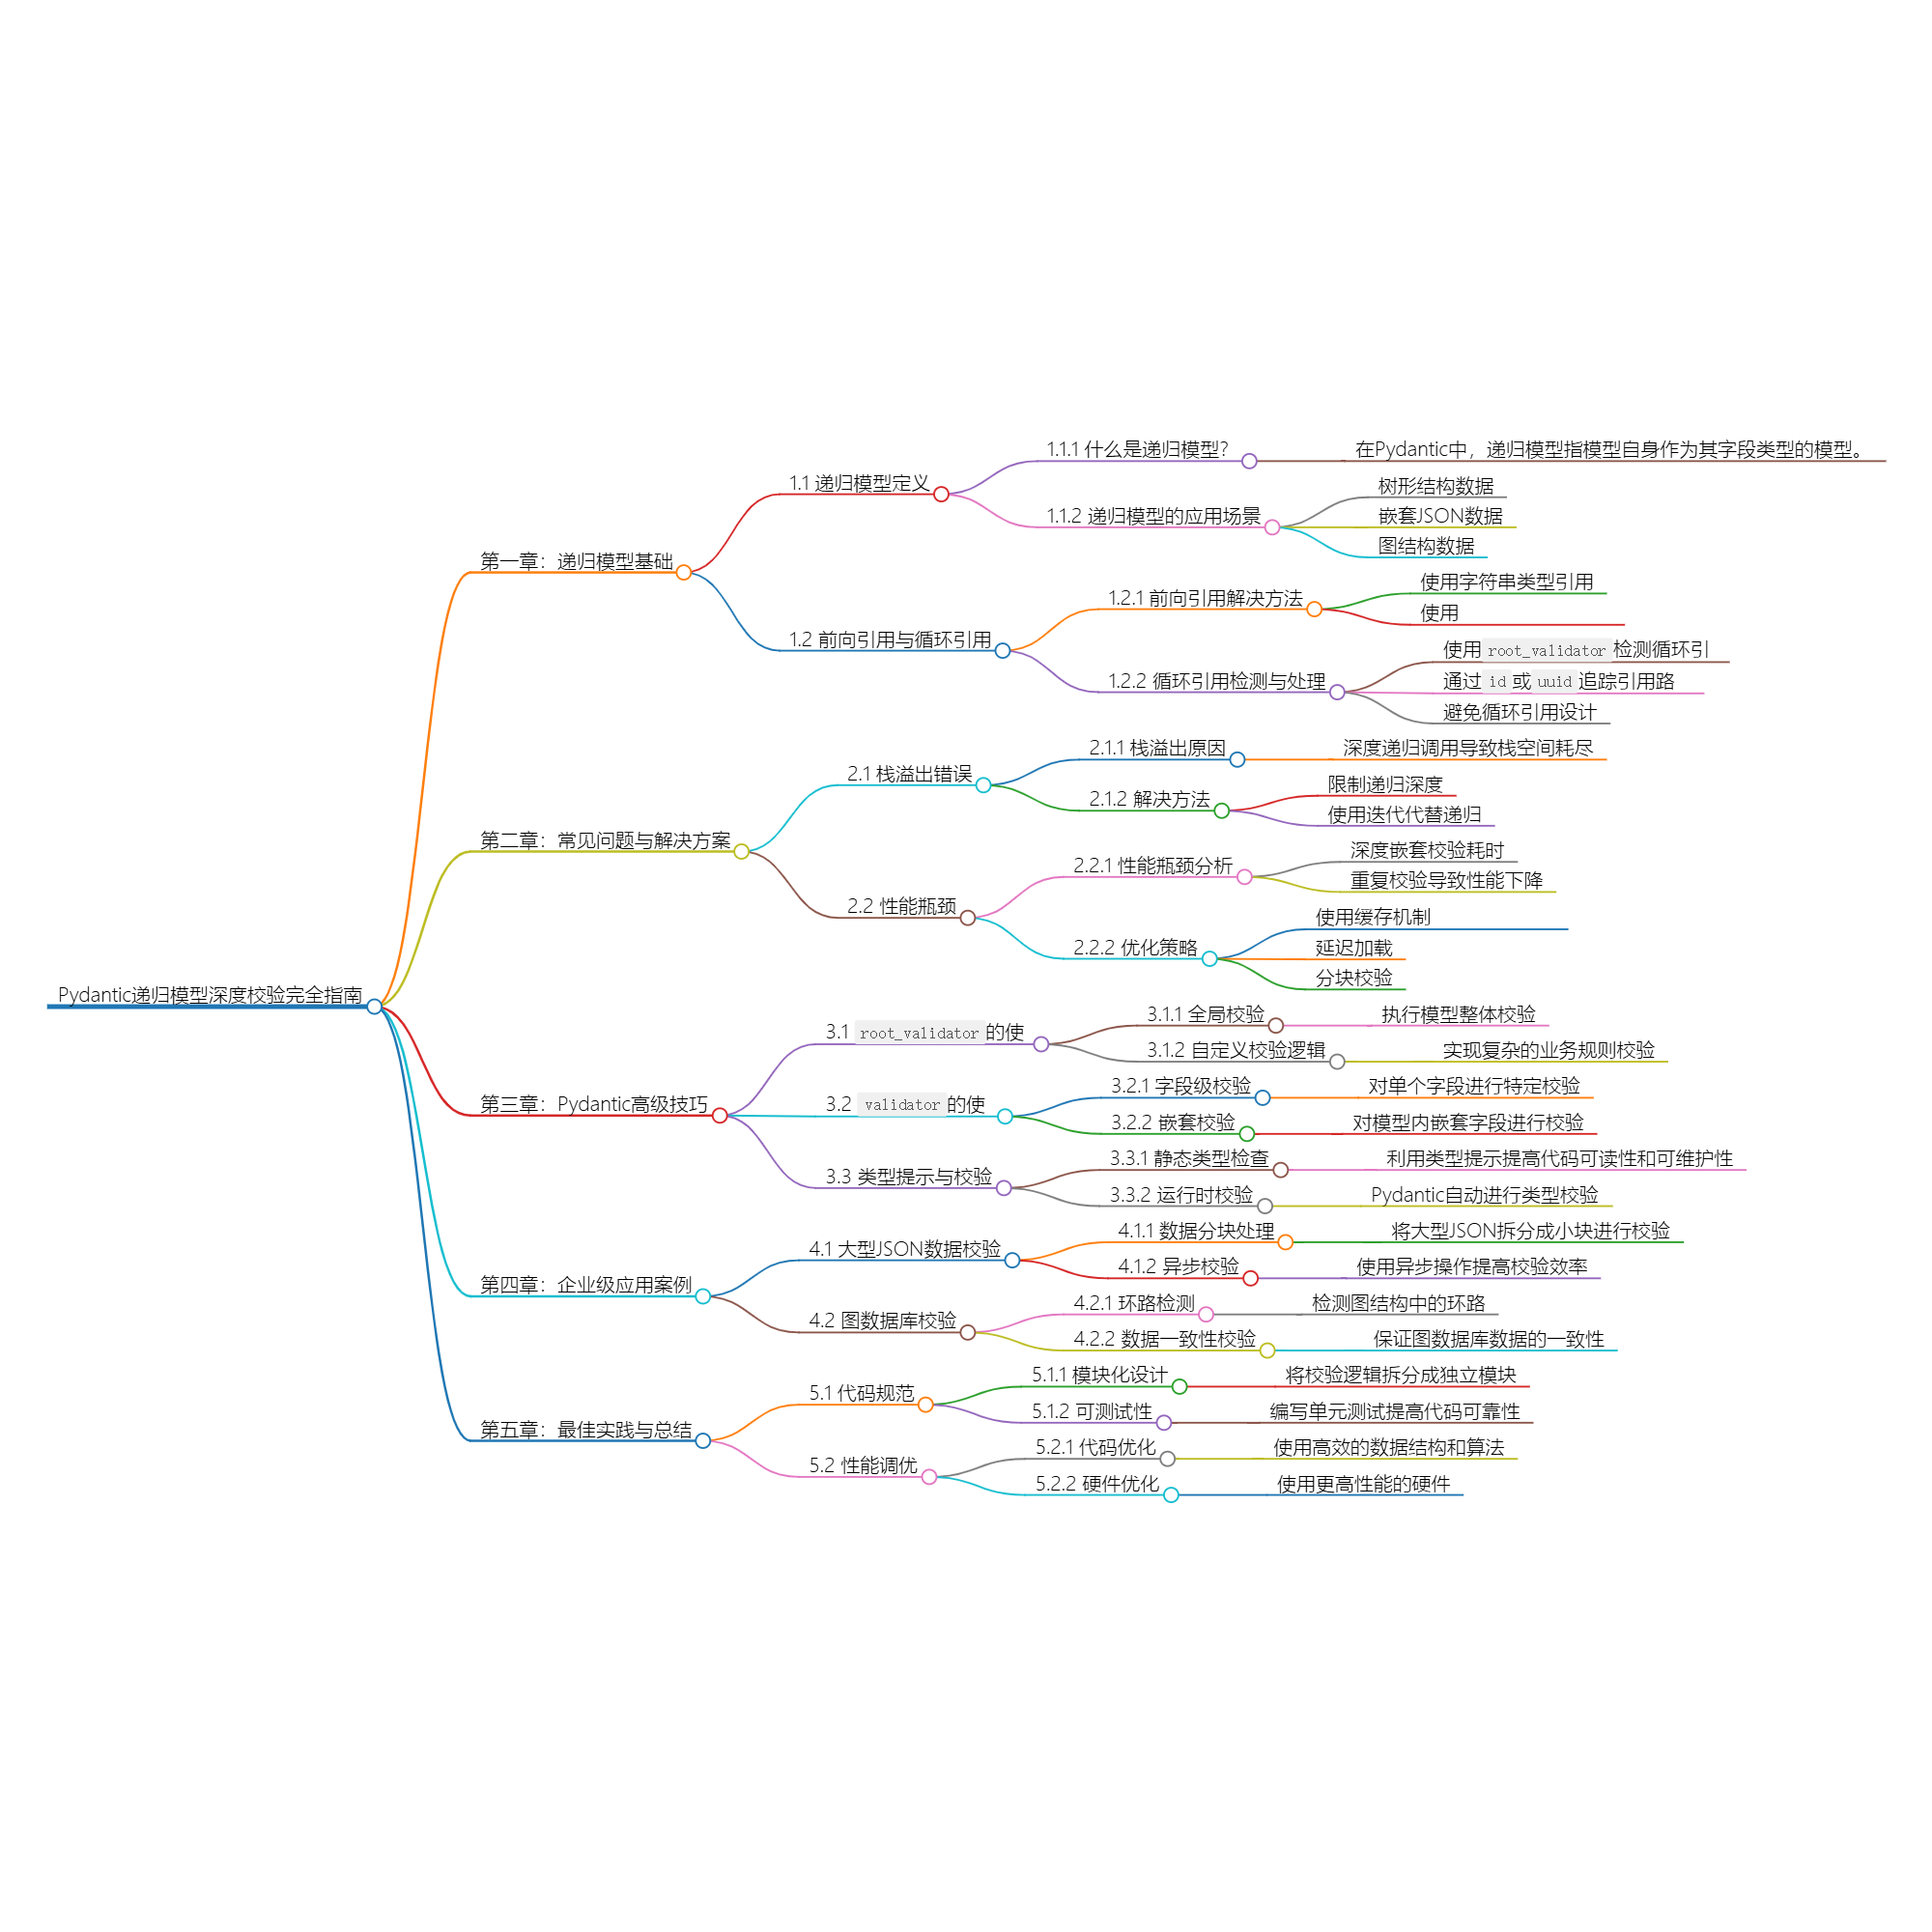 Pydantic递归模型深度校验完全指南
第一章：递归模型基础
1.1 递归模型定义
1.1.1 什么是递归模型？
在Pydantic中，递归模型指模型自身作为其字段类型的模型。
1.1.2 递归模型的应用场景
树形结构数据
嵌套JSON数据
图结构数据
1.2 前向引用与循环引用
1.2.1 前向引用解决方法
使用字符串类型引用
使用
1.2.2 循环引用检测与处理
使用 root_validator 检测循环引
通过 id 或 uuid 追踪引用路
避免循环引用设计
第二章：常见问题与解决方案
2.1 栈溢出错误
2.1.1 栈溢出原因
深度递归调用导致栈空间耗尽
2.1.2 解决方法
限制递归深度
使用迭代代替递归
2.2 性能瓶颈
2.2.1 性能瓶颈分析
深度嵌套校验耗时
重复校验导致性能下降
2.2.2 优化策略
使用缓存机制
延迟加载
分块校验
第三章：Pydantic高级技巧
3.1 root_validator 的使
3.1.1 全局校验
执行模型整体校验
3.1.2 自定义校验逻辑
实现复杂的业务规则校验
3.2 validator 的使
3.2.1 字段级校验
对单个字段进行特定校验
3.2.2 嵌套校验
对模型内嵌套字段进行校验
3.3 类型提示与校验
3.3.1 静态类型检查
利用类型提示提高代码可读性和可维护性
3.3.2 运行时校验
Pydantic自动进行类型校验
第四章：企业级应用案例
4.1 大型JSON数据校验
4.1.1 数据分块处理
将大型JSON拆分成小块进行校验
4.1.2 异步校验
使用异步操作提高校验效率
4.2 图数据库校验
4.2.1 环路检测
检测图结构中的环路
4.2.2 数据一致性校验
保证图数据库数据的一致性
第五章：最佳实践与总结
5.1 代码规范
5.1.1 模块化设计
将校验逻辑拆分成独立模块
5.1.2 可测试性
编写单元测试提高代码可靠性
5.2 性能调优
5.2.1 代码优化
使用高效的数据结构和算法
5.2.2 硬件优化
使用更高性能的硬件